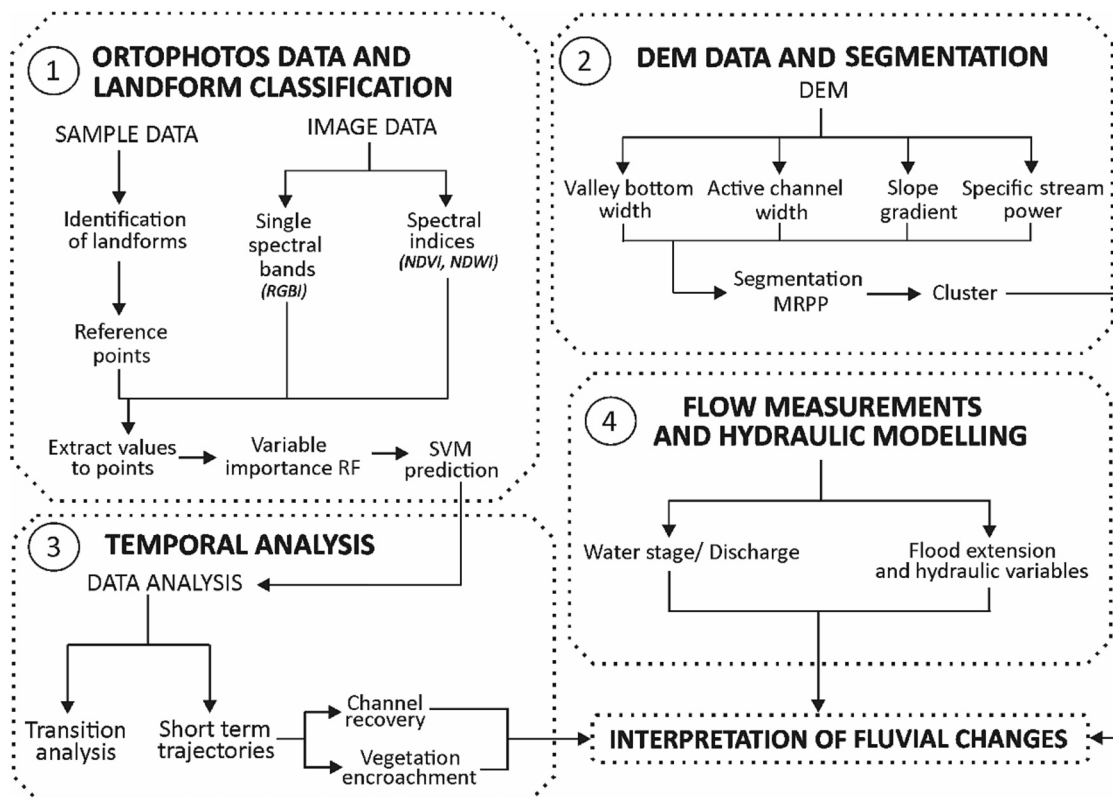 1
ORTOPHOTOS DATA AND
LANDFORM CLASSIFICATION
SAMPLE DATA
IMAGE DATA
Identification
of landforms
Single
spectral
bands
(RGBI)
Spectral
indices
(NDVI, NDWI)
Reference
points
Extract values
to points
Variable
importance RF
SVM
prediction
2
DEM DATA AND SEGMENTATION
DEM
Valley bottom
width
Active channel
width
Slope
gradient
Specific stream
power
Segmentation
MRPP
Cluster
3
TEMPORAL ANALYSIS
DATA ANALYSIS
Transition
analysis
Short term
trajectories
Channel
recovery
Vegetation
encroachment
4
FLOW MEASUREMENTS
AND HYDRAULIC MODELLING
Water stage/ Discharge
Flood extension
and hydraulic variables
INTERPRETATION OF FLUVIAL CHANGES